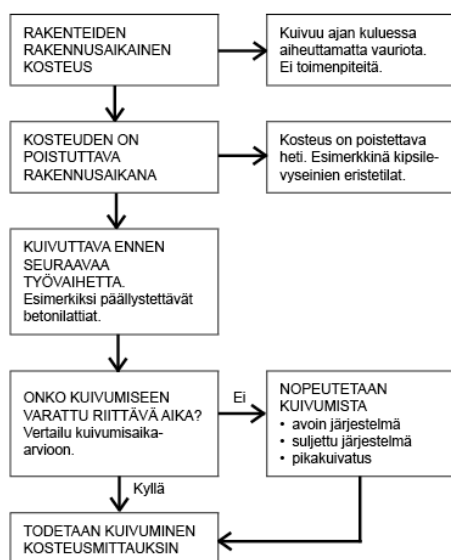 RAKENTEIDEN
RAKENNUSAIKAINEN
KOSTEUS
Kuivuu ajan kuluessa
aiheuttamatta vauriota.
Ei toimenpiteitä.
KOSTEUDEN ON
POISTUTTAVA
RAKENNUSAIKANA
Kosteus on poistettava
heti. Esimerkkinä kipsile-
vyseinien eristetilat.
KUIVUTTAVA ENNEN
SEURAAVAA
TYÖVAIHETTA.
Esimerkiksi päällystettävät
betonilattiat.
ONKO KUIVUMISEEN
VARATTU RIITTÄVÄ AIKA?
Vertailu kuivumisaika-
arvioon.
Ei
NOPEUTETAAN
KUIVUMISTA
• avoin järjestelmä
• suljettu järjestelmä
• pikakuivatus
Kyllä
TODETAAN KUIVUMINEN
KOSTEUSMITTAUKSIN